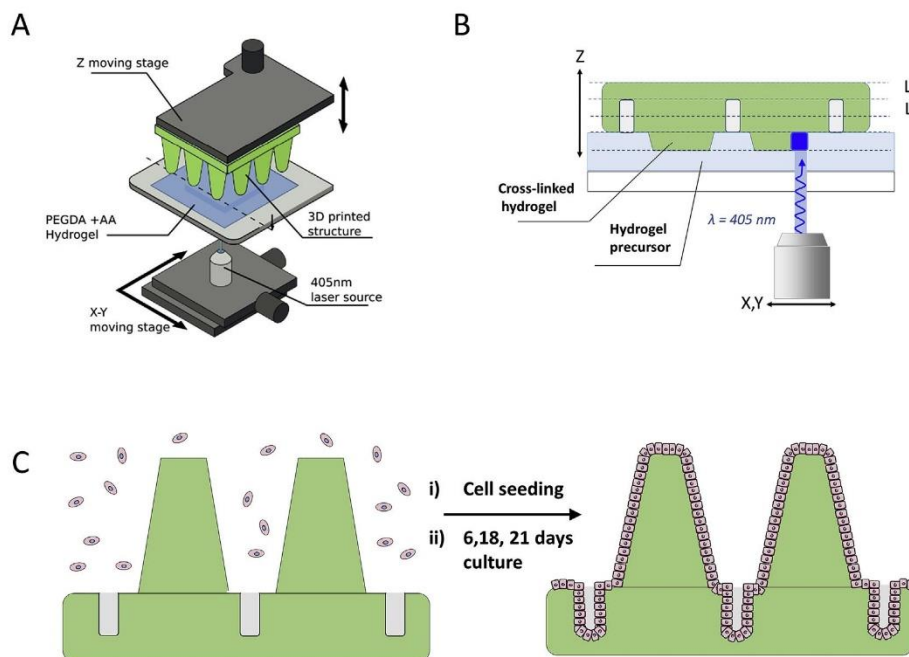 A
Z moving stage
PEGDA +AA
Hydrogel
3D printed
structure
405nm
laser source
X-Y
moving stage
B
Z
L
L
Cross-linked
hydrogel
Hydrogel
precursor
λ = 405 nm
X,Y
C
i) Cell seeding
ii) 6,18, 21 days
culture